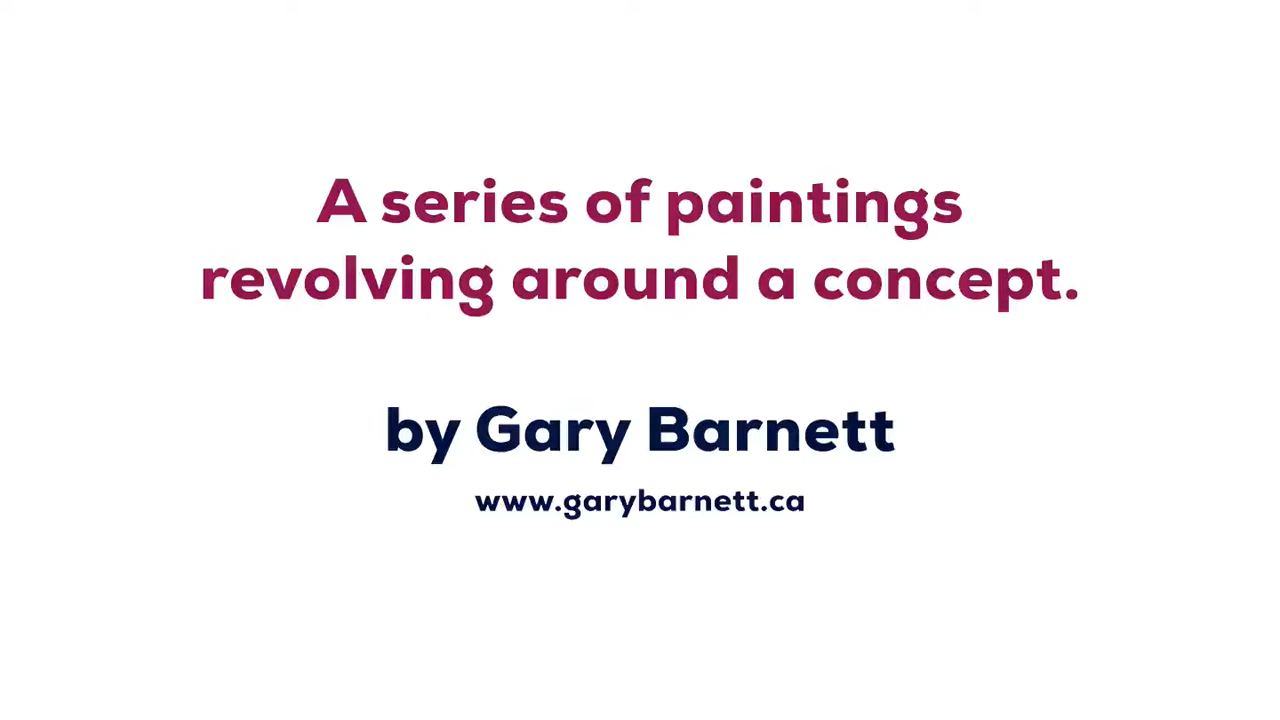 A series of paintings
revolving around a concept.
by Gary Barnett
www.garybarnett.ca